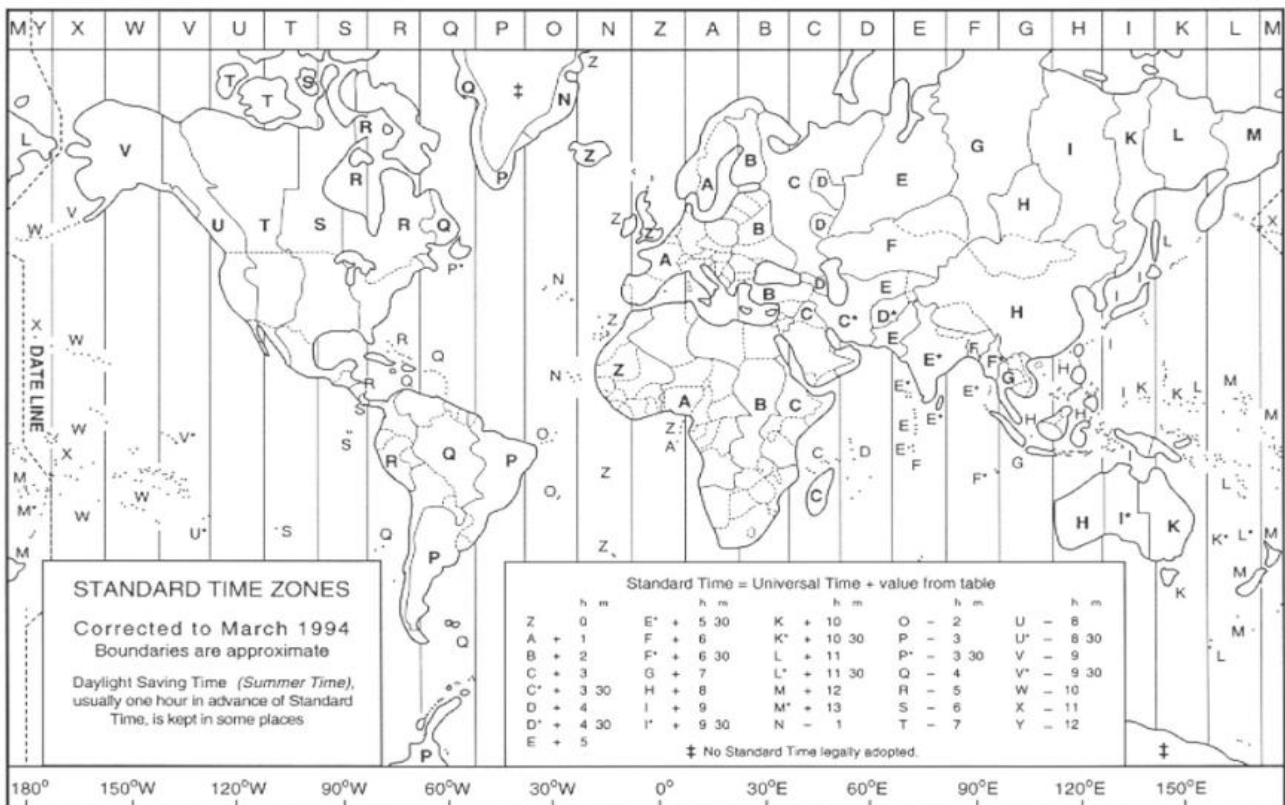 M Y X W V U T S R Q P O N Z A B C D E F G H I K L M
T S T R Q ‡ N Z
L V R P Z B C D E G I K L M
A
V W U T S R Q P* Z B D H L X
A F
X DATE LINE
W R Q N Z B D E C C* D* E E* F F* H I I
R Q N Z A B C E* F* G H I K L M
S S
X W V* R Q P O Z A C D E F G H I L M
M M* W W U* S Q P O Z F* H I* K K* L L* M
STANDARD TIME ZONES
Corrected to March 1994
Boundaries are approximate
Daylight Saving Time (Summer Time),
usually one hour in advance of Standard
Time, is kept in some places
Q
P
Standard Time = Universal Time + value from table
h m h m h m h m h m
Z 0 E* + 5 30 K + 10 O – 2 U – 8
A + 1 F + 6 K* + 10 30 P – 3 U* – 8 30
B + 2 F* + 6 30 L + 11 P* – 3 30 V – 9
C + 3 G + 7 L* + 11 30 Q – 4 V* – 9 30
C* + 3 30 H + 8 M + 12 R – 5 W – 10
D + 4 I + 9 M* + 13 S – 6 X – 11
D* + 4 30 I* + 9 30 N – 1 T – 7 Y – 12
E + 5
‡ No Standard Time legally adopted.
K
M
M
L
‡
180° 150°W 120°W 90°W 60°W 30°W 0° 30°E 60°E 90°E 120°E 150°E